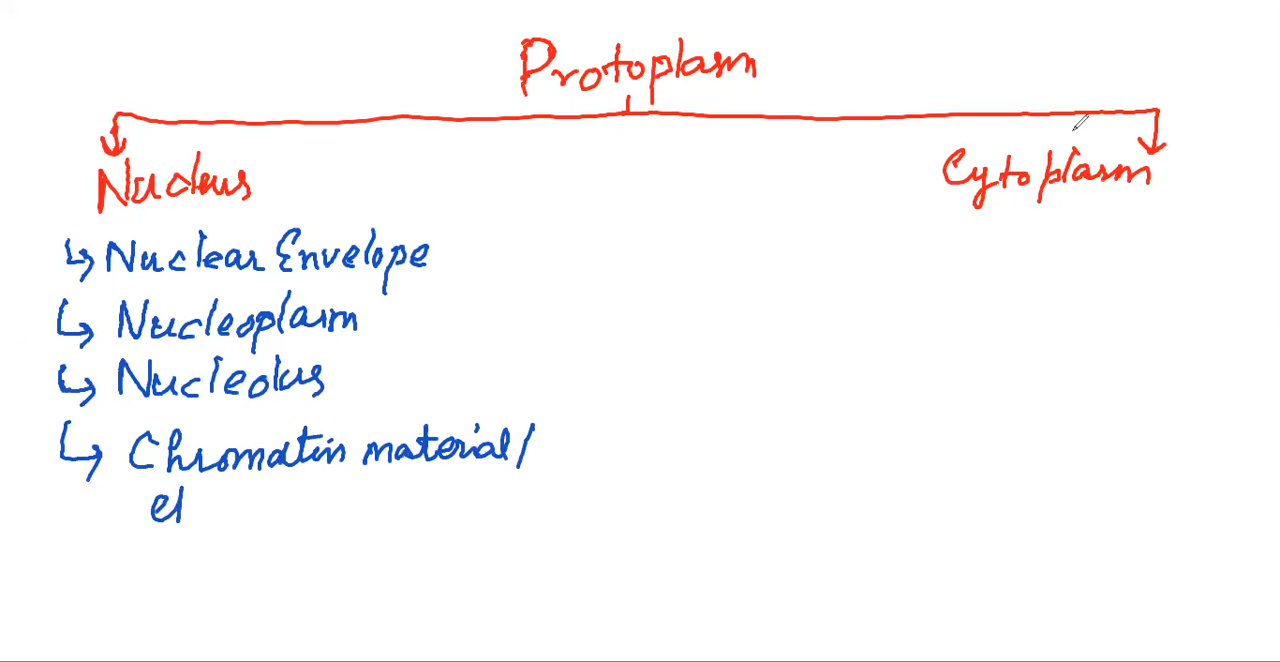 Protoplasm
Nucleus
Cytoplasm
↳ Nuclear Envelope
↳ Nucleoplasm
↳ Nucleolus
↳ Chromatin material/